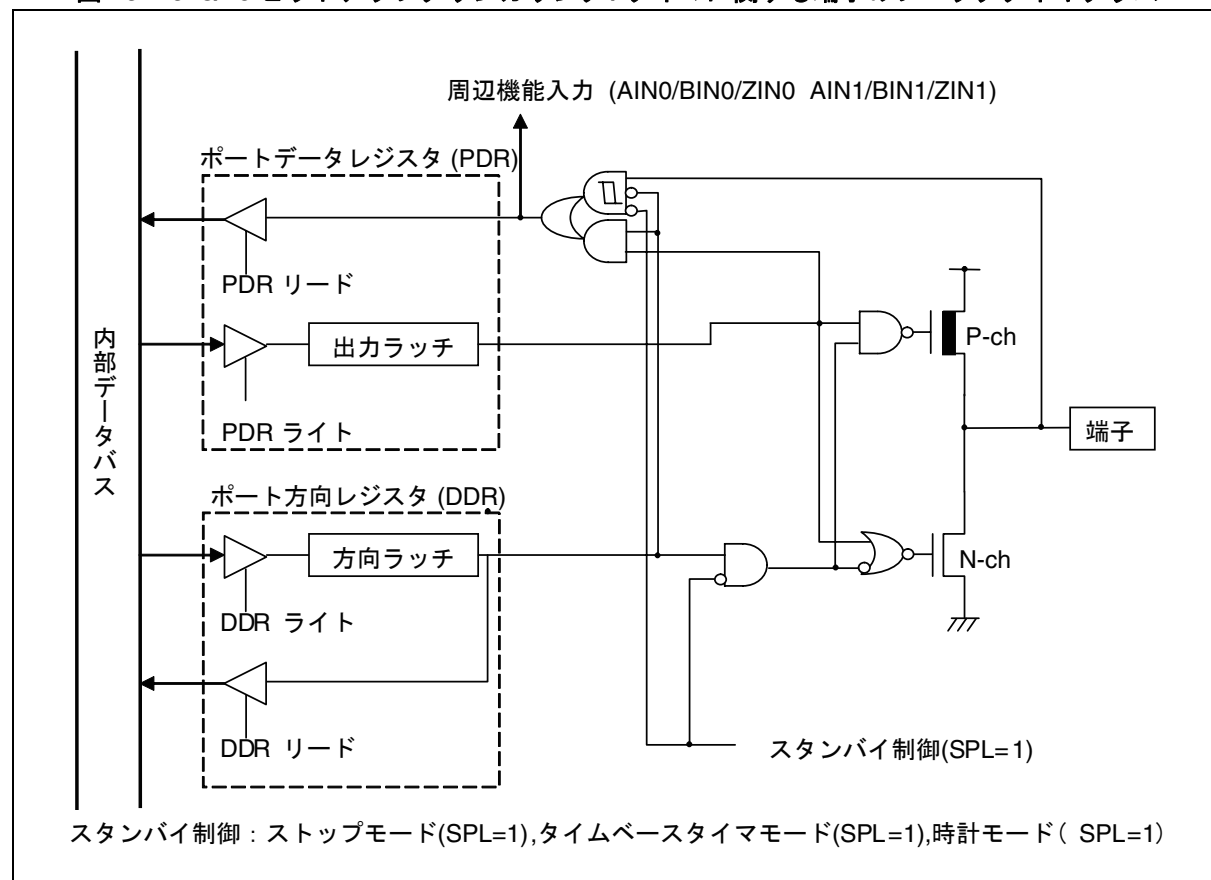 周辺機能入力 (AIN0/BIN0/ZIN0 AIN1/BIN1/ZIN1)
ポートデータレジスタ (PDR)
PDR リード
出力ラッチ
PDR ライト
P-ch
端子
内部データバス
ポート方向レジスタ (DDR)
方向ラッチ
DDR ライト
N-ch
DDR リード
スタンバイ制御(SPL=1)
スタンバイ制御 : ストップモード(SPL=1),タイムベースタイマモード(SPL=1),時計モード( SPL=1)